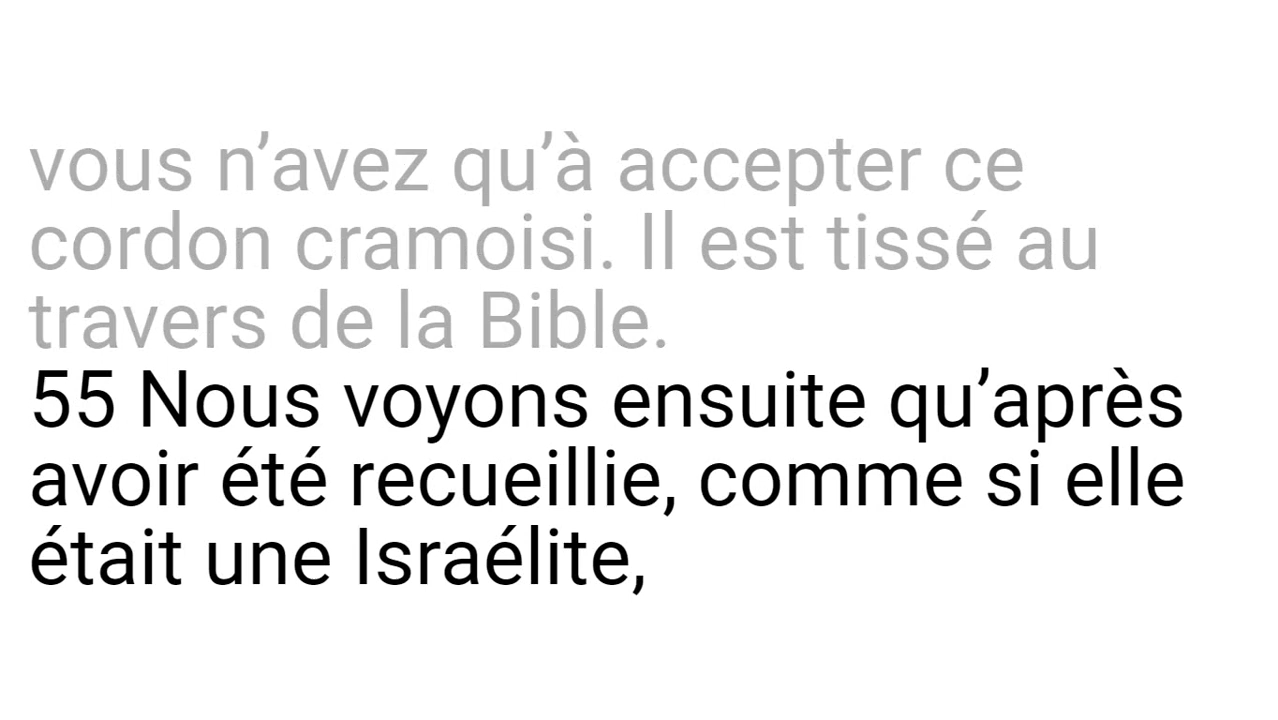 vous n’avez qu’à accepter ce
cordon cramoisi. Il est tissé au
travers de la Bible.
55 Nous voyons ensuite qu’après
avoir été recueillie, comme si elle
était une Israélite,